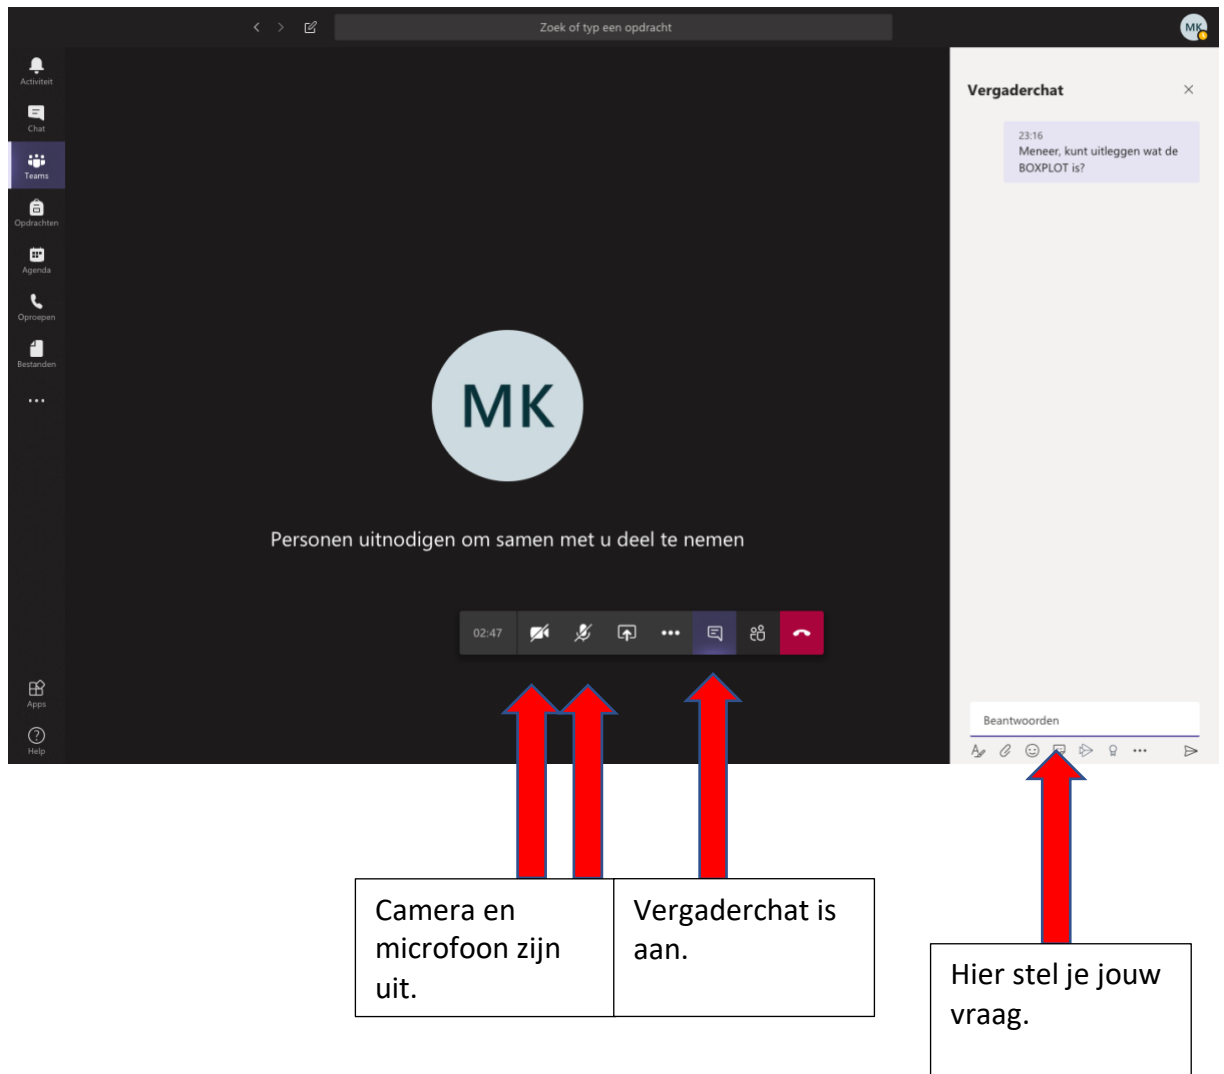 Zoek of typ een opdracht
MK
Activiteit
Chat
Teams
Opdrachten
Agenda
Oproepen
Bestanden
Apps
Help
MK
Personen uitnodigen om samen met u deel te nemen
02:47
Vergaderchat
23:16
Meneer, kunt uitleggen wat de
BOXPLOT is?
Beantwoorden
Camera en
microfoon zijn
uit.
Vergaderchat is
aan.
Hier stel je jouw
vraag.